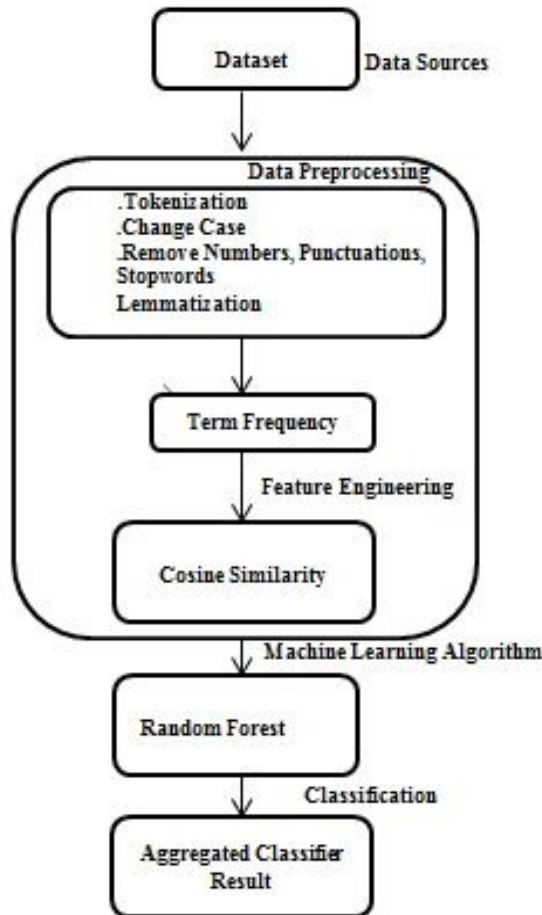 Dataset
Data Sources
Data Preprocessing
.Tokenization
.Change Case
.Remove Numbers, Punctuations,
Stopwords
Lemmatization
Term Frequency
Feature Engineering
Cosine Similarity
Machine Learning Algorithm
Random Forest
Classification
Aggregated Classifier
Result